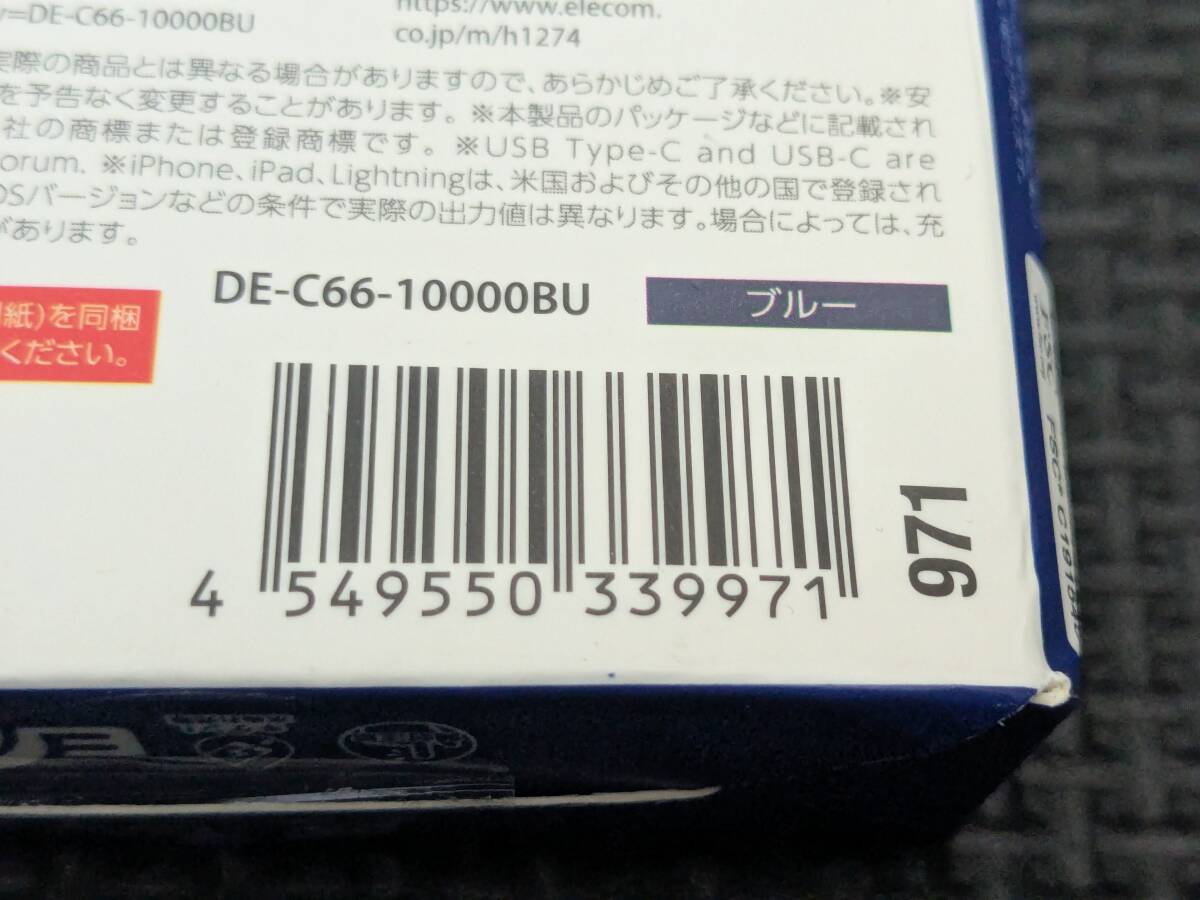 https://www.elecom.
=DE-C66-10000BU
co.jp/m/h1274
実際の商品とは異なる場合がありますので、あらかじめご了承ください。※安
を予告なく変更することがあります。※本製品のパッケージなどに記載され
社の商標または登録商標です。※USB Type-C and USB-C are
orum. ※iPhone、iPad、Lightningは、米国およびその他の国で登録され
OSバージョンなどの条件で実際の出力値は異なります。場合によっては、充
があります。
DE-C66-10000BU
ブルー
紙)を同梱
ください。
4 549550 339971
971